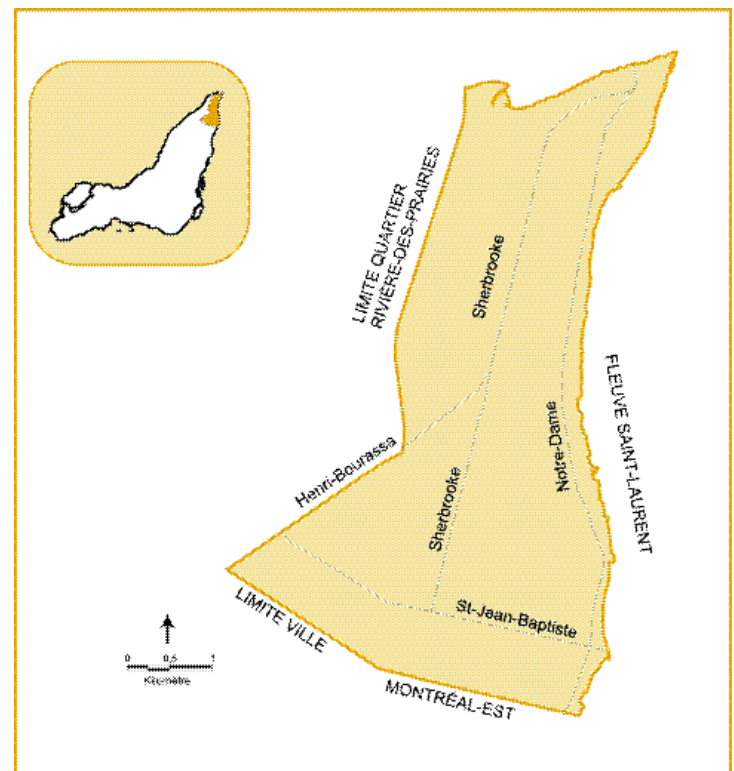 LIMITE QUARTIER
RIVIÈRE-DES-PRAIRIES
Sherbrooke
FLEUVE SAINT-LAURENT
Notre-Dame
Henri-Bourassa
Sherbrooke
St-Jean-Baptiste
LIMITE VILLE
MONTRÉAL-EST
0 0,5 1
Kilomètre